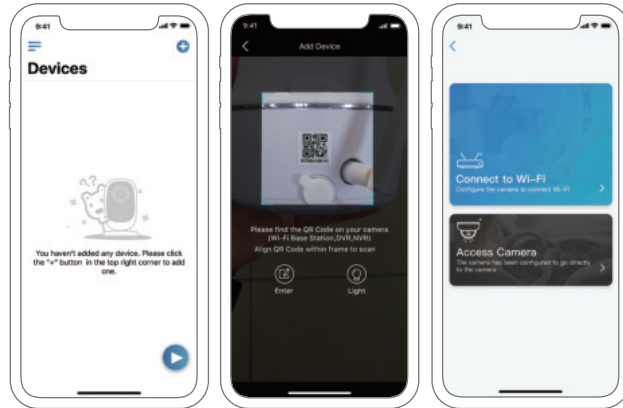 9:41
Devices
??
You haven't added any device. Please click
the "+" button in the top right corner to add
one.
9:41
Add Device
Please find the QR Code on your camera
(Wi-Fi Base Station,DVR,NVR)
Align QR Code within frame to scan
Enter
Light
9:41
Connect to Wi-Fi
Configure the camera to connect Wi-Fi
Access Camera
The camera has been configured to go directly
to the camera